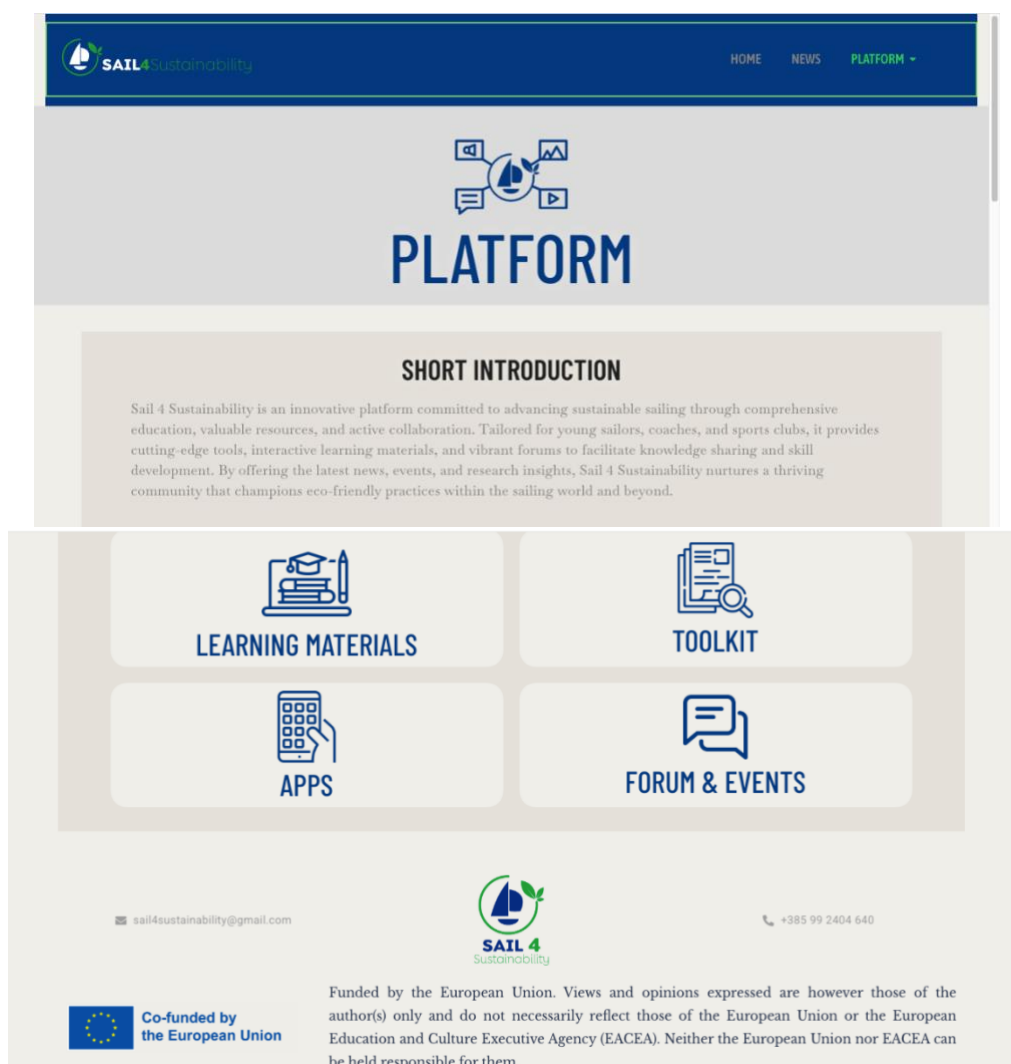 SAIL4Sustainability
HOME NEWS PLATFORM
PLATFORM
SHORT INTRODUCTION
Sail 4 Sustainability is an innovative platform committed to advancing sustainable sailing through comprehensive
education, valuable resources, and active collaboration. Tailored for young sailors, coaches, and sports clubs, it provides
cutting-edge tools, interactive learning materials, and vibrant forums to facilitate knowledge sharing and skill
development. By offering the latest news, events, and research insights, Sail 4 Sustainability nurtures a thriving
community that champions eco-friendly practices within the sailing world and beyond.
LEARNING MATERIALS
TOOLKIT
APPS
FORUM & EVENTS
sail4sustainability@gmail.com
SAIL 4
Sustainability
+385 99 2404 640
Co-funded by
the European Union
Funded by the European Union. Views and opinions expressed are however those of the
author(s) only and do not necessarily reflect those of the European Union or the European
Education and Culture Executive Agency (EACEA). Neither the European Union nor EACEA can
be held responsible for them.